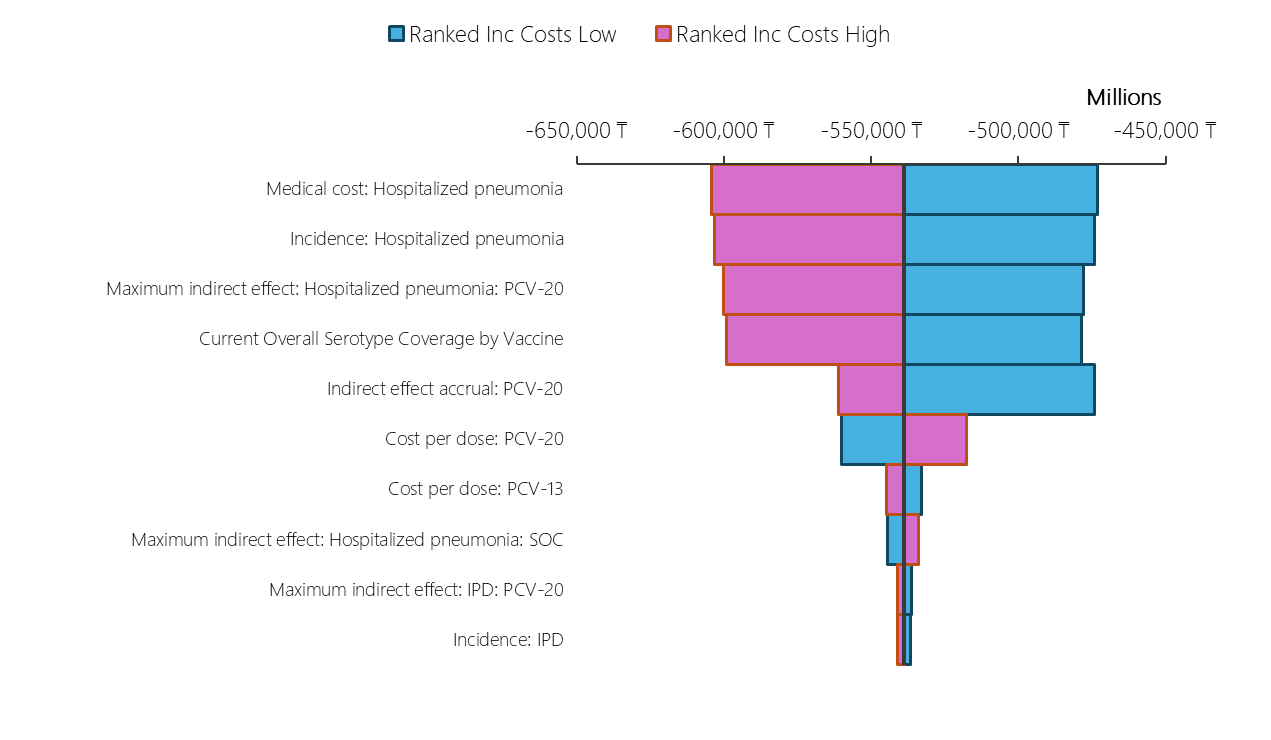 Ranked Inc Costs Low Ranked Inc Costs High
Millions
-650,000 ₸ -600,000 ₸ -550,000 ₸ -500,000 ₸ -450,000 ₸
Medical cost: Hospitalized pneumonia
Incidence: Hospitalized pneumonia
Maximum indirect effect: Hospitalized pneumonia: PCV-20
Current Overall Serotype Coverage by Vaccine
Indirect effect accrual: PCV-20
Cost per dose: PCV-20
Cost per dose: PCV-13
Maximum indirect effect: Hospitalized pneumonia: SOC
Maximum indirect effect: IPD: PCV-20
Incidence: IPD